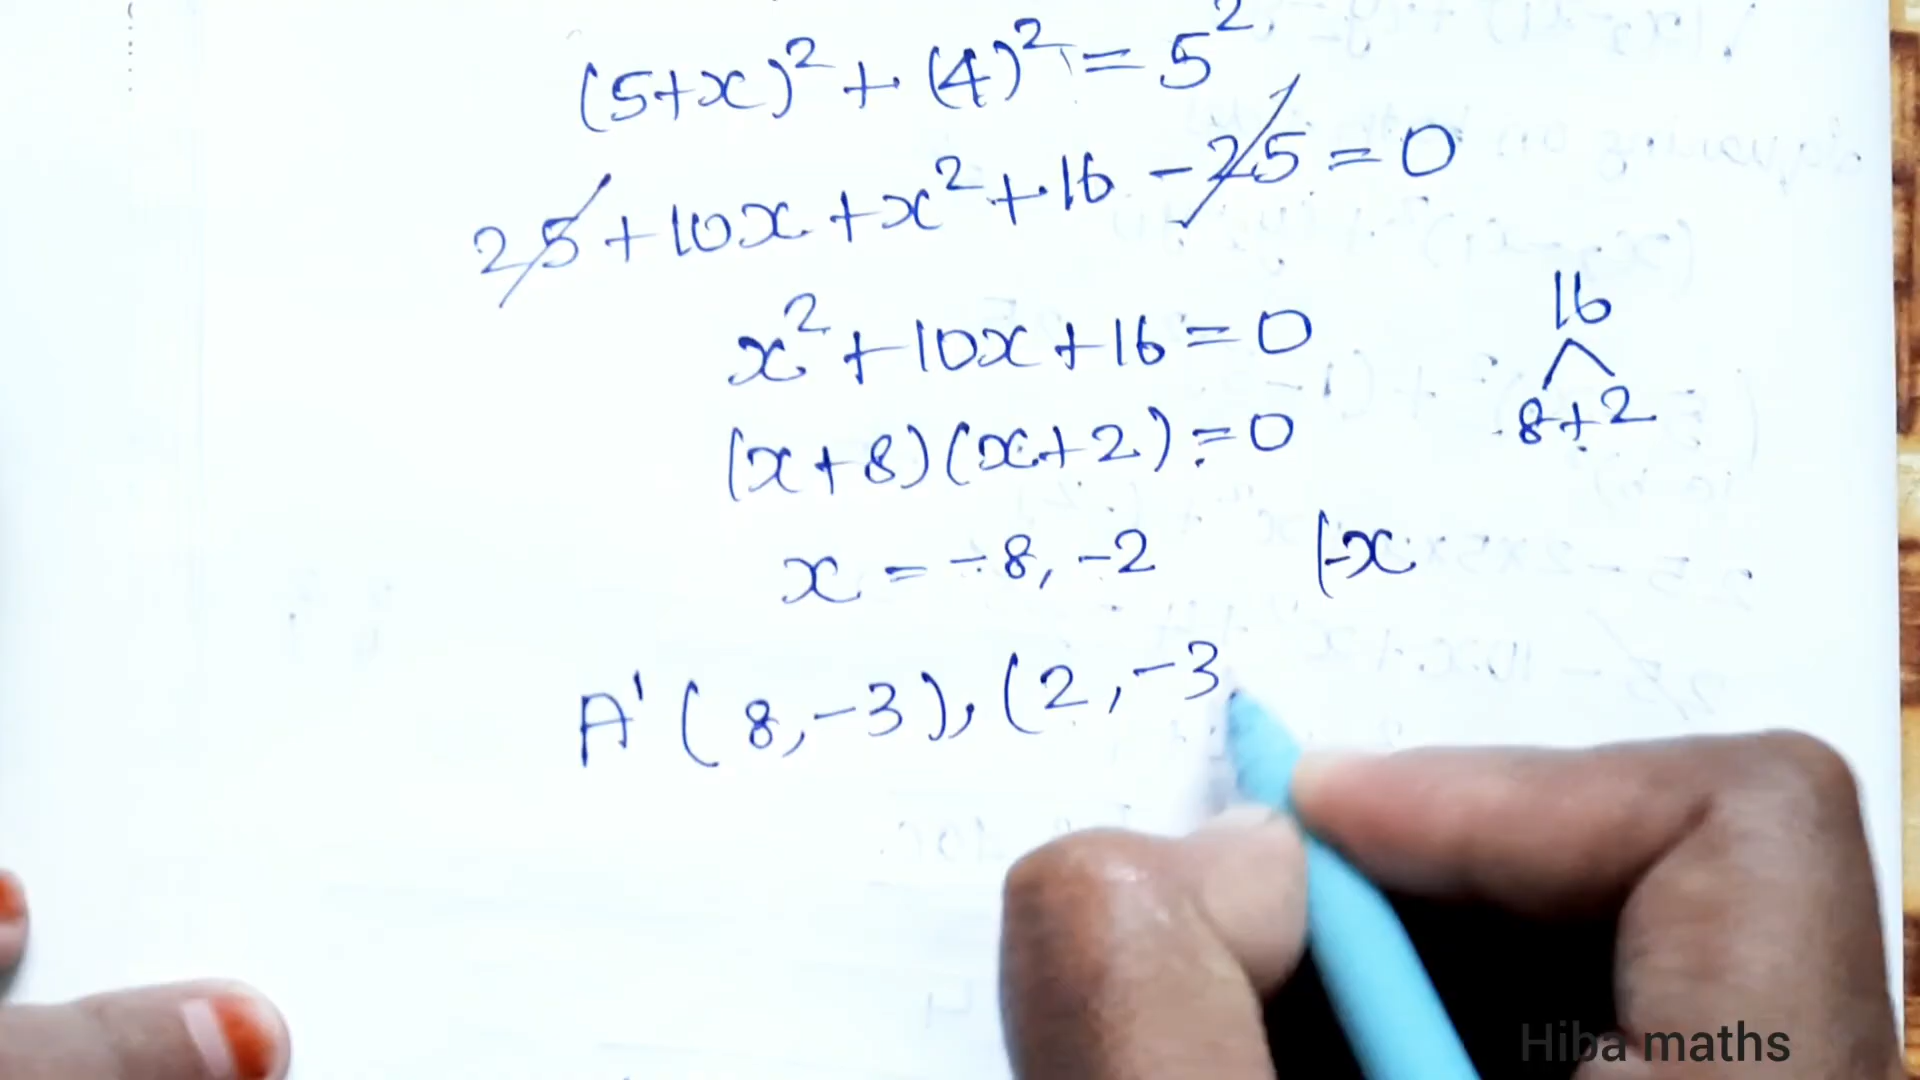 (5+x)² + (4)² = 5²
25 + 10x + x² + 16 - 25 = 0
x² + 10x + 16 = 0
16
8+2
(x+8)(x+2) = 0
x = -8, -2
(-x
A' (8, -3), (2, -3
Hiba maths